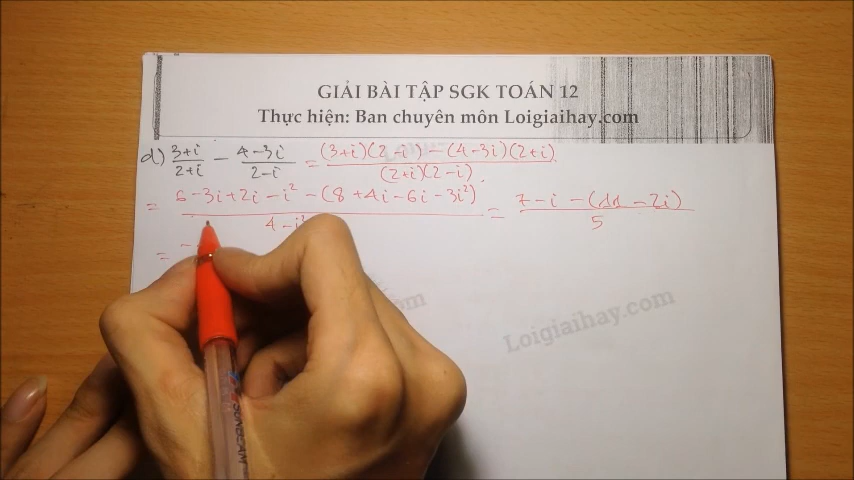 GIẢI BÀI TẬP SGK TOÁN 12
Thực hiện: Ban chuyên môn Loigiaihay.com
d) (3+i)/(2+i) - (4-3i)/(2-i) = ((3+i)(2-i) - (4-3i)(2+i))/((2+i)(2-i)).
= (6-3i+2i-i² - (8+4i-6i-3i²))/(4-i²) = (7-i-(11-2i))/5
= -
Loigiaihay.com
SUNBEAM